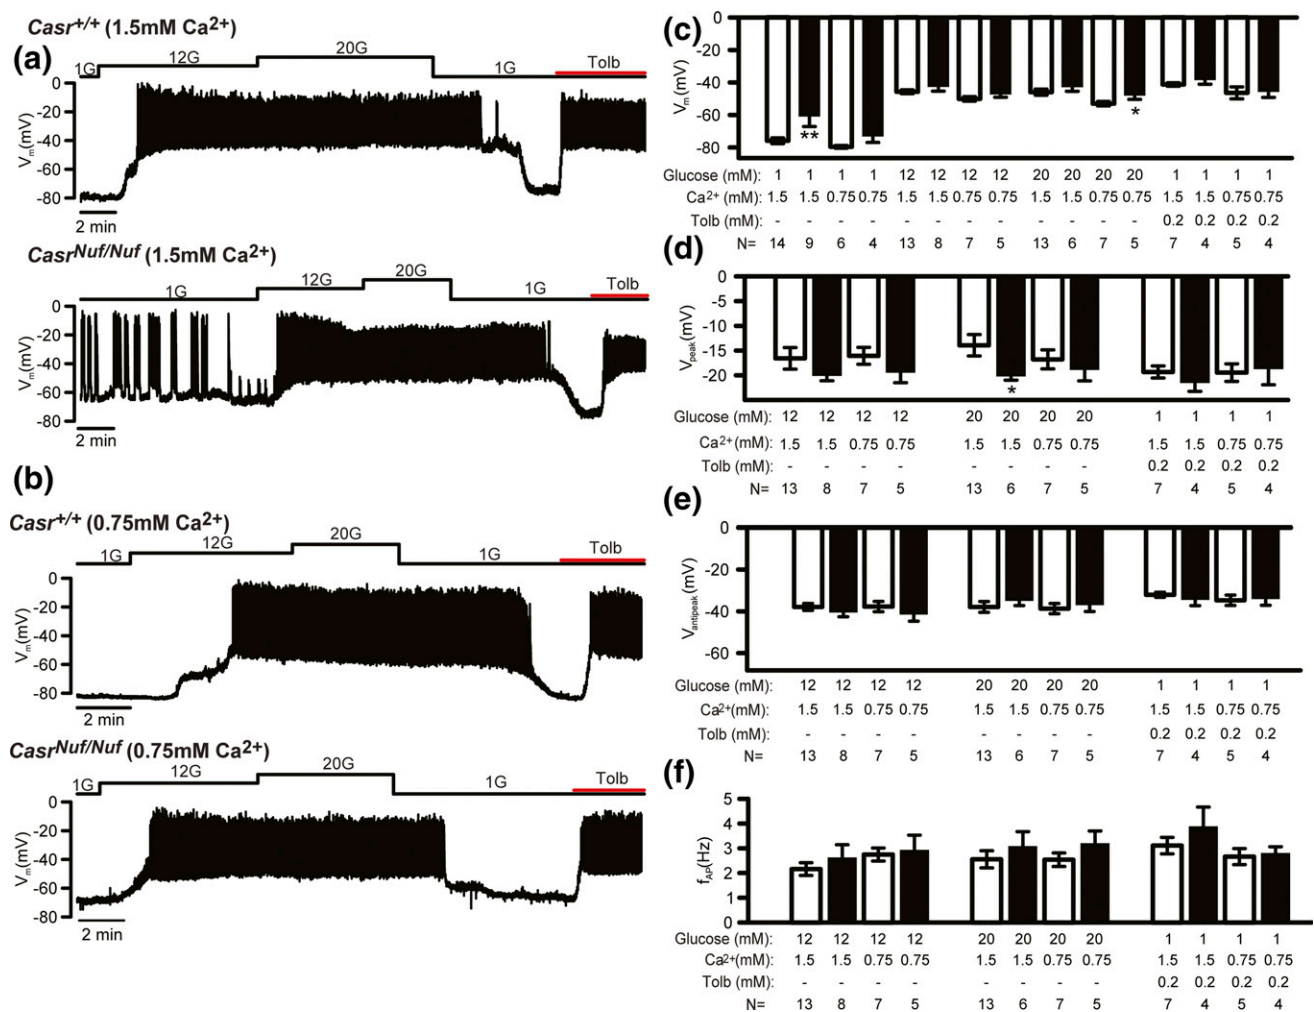 Casr+/+ (1.5mM Ca2+)
(a)
1G 12G 20G 1G Tolb
0
-20
-40
-60
-80
Vm(mV)
2 min
CasrNuf/Nuf (1.5mM Ca2+)
1G 12G 20G 1G Tolb
0
-20
-40
-60
-80
Vm(mV)
2 min
(b)
Casr+/+ (0.75mM Ca2+)
1G 12G 20G 1G Tolb
0
-20
-40
-60
-80
Vm(mV)
2 min
CasrNuf/Nuf (0.75mM Ca2+)
1G 12G 20G 1G Tolb
0
-20
-40
-60
-80
Vm(mV)
2 min
(c)
0
-20
-40
-60
-80
Vm(mV)
** *
Glucose (mM): 1 1 1 1 12 12 12 12 20 20 20 20 1 1 1 1
Ca2+ (mM): 1.5 1.5 0.75 0.75 1.5 1.5 0.75 0.75 1.5 1.5 0.75 0.75 1.5 1.5 0.75 0.75
Tolb (mM): - - - - - - - - - - - - 0.2 0.2 0.2 0.2
N= 14 9 6 4 13 8 7 5 13 6 7 5 7 4 5 4
(d)
0
-5
-10
-15
-20
Vpeak(mV)
*
Glucose (mM): 12 12 12 12 20 20 20 20 1 1 1 1
Ca2+(mM): 1.5 1.5 0.75 0.75 1.5 1.5 0.75 0.75 1.5 1.5 0.75 0.75
Tolb (mM): - - - - - - - - 0.2 0.2 0.2 0.2
N= 13 8 7 5 13 6 7 5 7 4 5 4
(e)
0
-20
-40
-60
Vantipeak(mV)
Glucose (mM): 12 12 12 12 20 20 20 20 1 1 1 1
Ca2+(mM): 1.5 1.5 0.75 0.75 1.5 1.5 0.75 0.75 1.5 1.5 0.75 0.75
Tolb (mM): - - - - - - - - 0.2 0.2 0.2 0.2
N= 13 8 7 5 13 6 7 5 7 4 5 4
(f)
5
4
3
2
1
0
fAP(Hz)
Glucose (mM): 12 12 12 12 20 20 20 20 1 1 1 1
Ca2+(mM): 1.5 1.5 0.75 0.75 1.5 1.5 0.75 0.75 1.5 1.5 0.75 0.75
Tolb (mM): - - - - - - - - 0.2 0.2 0.2 0.2
N= 13 8 7 5 13 6 7 5 7 4 5 4